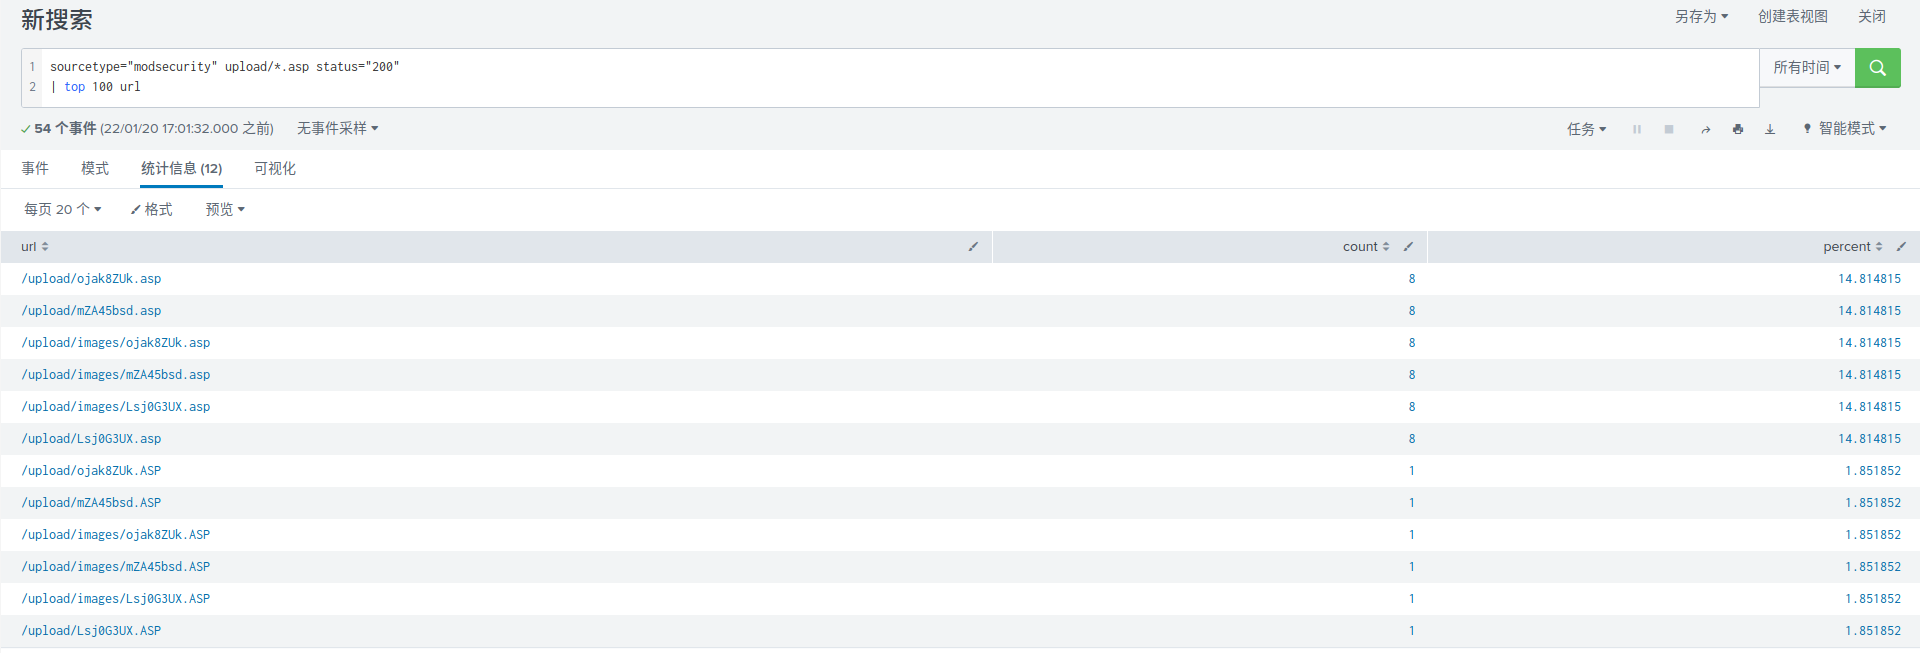 新搜索
另存为 创建表视图 关闭
1 sourcetype="modsecurity" upload/*.asp status="200"
2 | top 100 url
所有时间
54 个事件 (22/01/20 17:01:32.000 之前) 无事件采样
任务 智能模式
事件 模式 统计信息 (12) 可视化
每页 20 个 格式 预览
url count percent
/upload/ojak8ZUk.asp 8 14.814815
/upload/mZA45bsd.asp 8 14.814815
/upload/images/ojak8ZUk.asp 8 14.814815
/upload/images/mZA45bsd.asp 8 14.814815
/upload/images/Lsj0G3UX.asp 8 14.814815
/upload/Lsj0G3UX.asp 8 14.814815
/upload/ojak8ZUk.ASP 1 1.851852
/upload/mZA45bsd.ASP 1 1.851852
/upload/images/ojak8ZUk.ASP 1 1.851852
/upload/images/mZA45bsd.ASP 1 1.851852
/upload/images/Lsj0G3UX.ASP 1 1.851852
/upload/Lsj0G3UX.ASP 1 1.851852